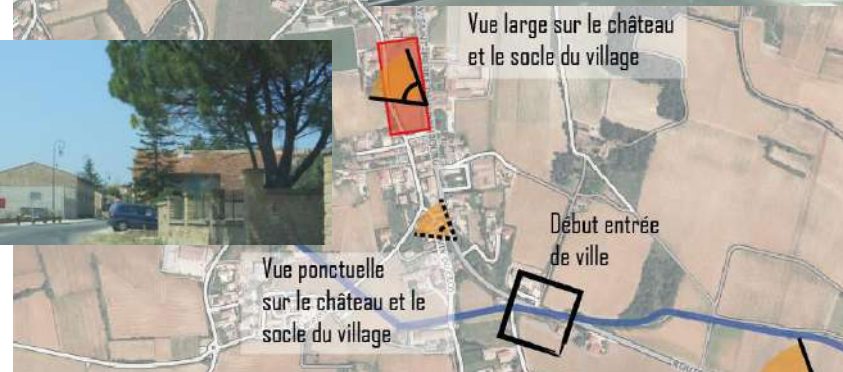 Vue large sur le château
et le socle du village
Début entrée
de ville
Vue ponctuelle
sur le château et le
socle du village